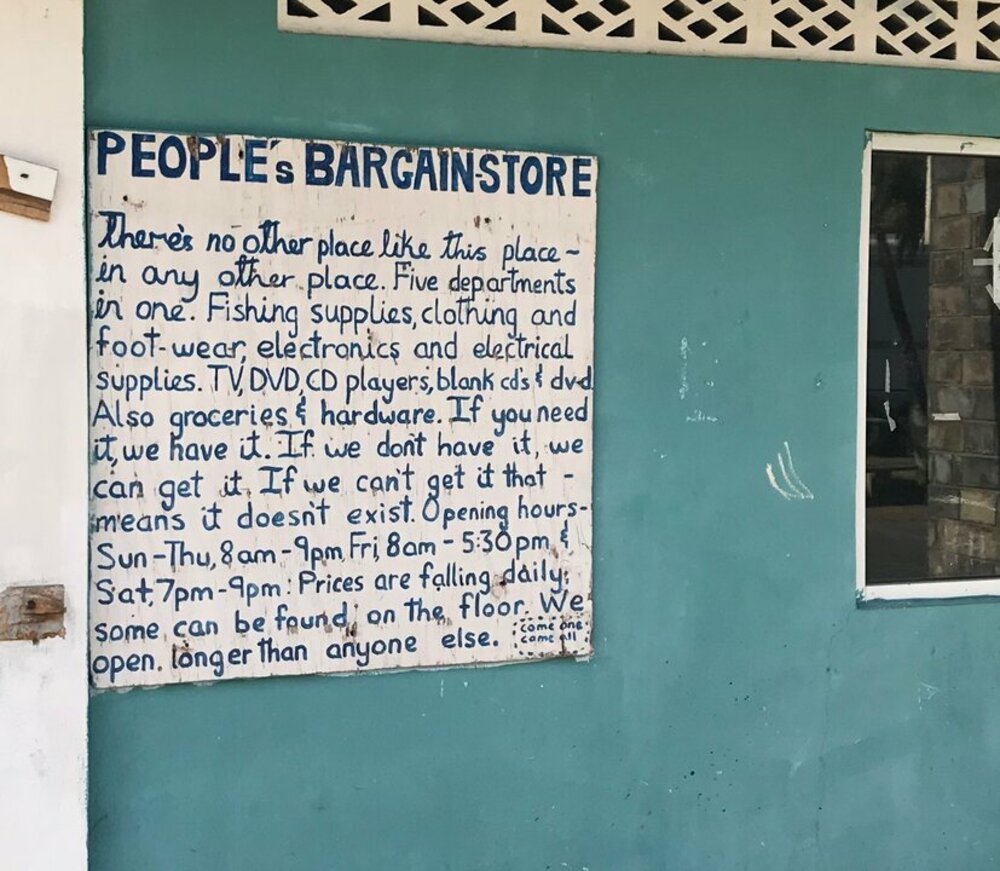 PEOPLE's BARGAIN-STORE
There's no other place like this place -
in any other place. Five departments
in one. Fishing supplies, clothing and
foot-wear, electronics and electrical
supplies. TV, DVD, CD players, blank cd's & dvd
Also groceries & hardware. If you need
it, we have it. If we don't have it, we
can get it. If we can't get it that -
means it doesn't exist. Opening hours-
Sun-Thu, 8am-9pm, Fri, 8am - 5:30pm &
Sat, 7pm-9pm. Prices are falling daily,
some can be found on the floor. We
open longer than anyone else.
come one
come all